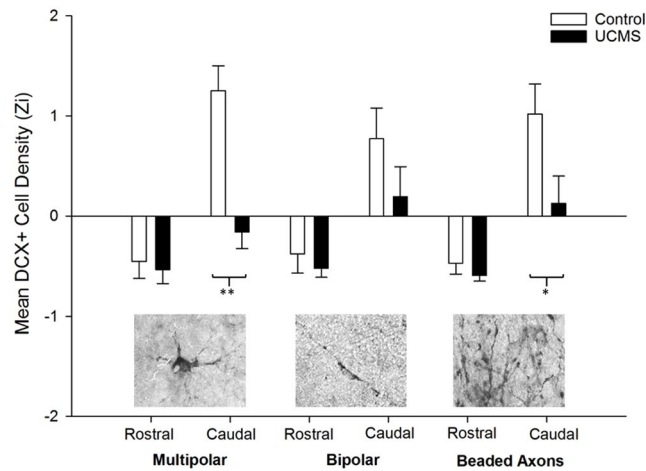 2
Control
UCMS
1
0
-1
-2
Mean DCX+ Cell Density (Zi)
**
*
Rostral Caudal Rostral Caudal Rostral Caudal
Multipolar Bipolar Beaded Axons